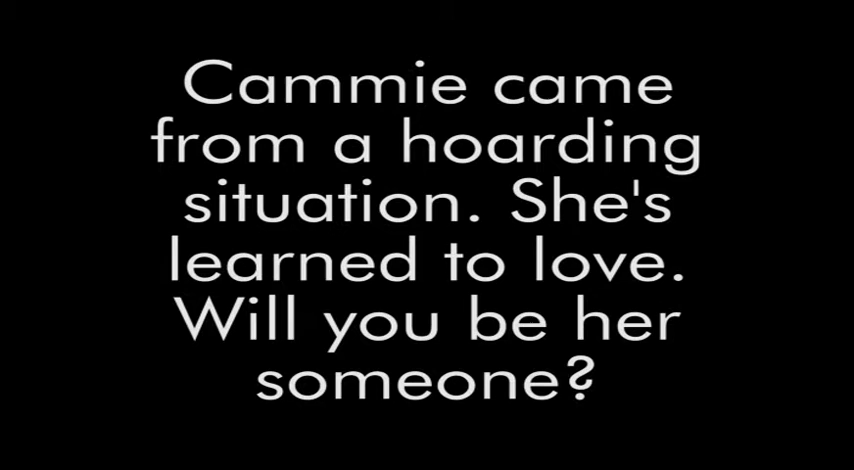 Cammie came
from a hoarding
situation. She's
learned to love.
Will you be her
someone?